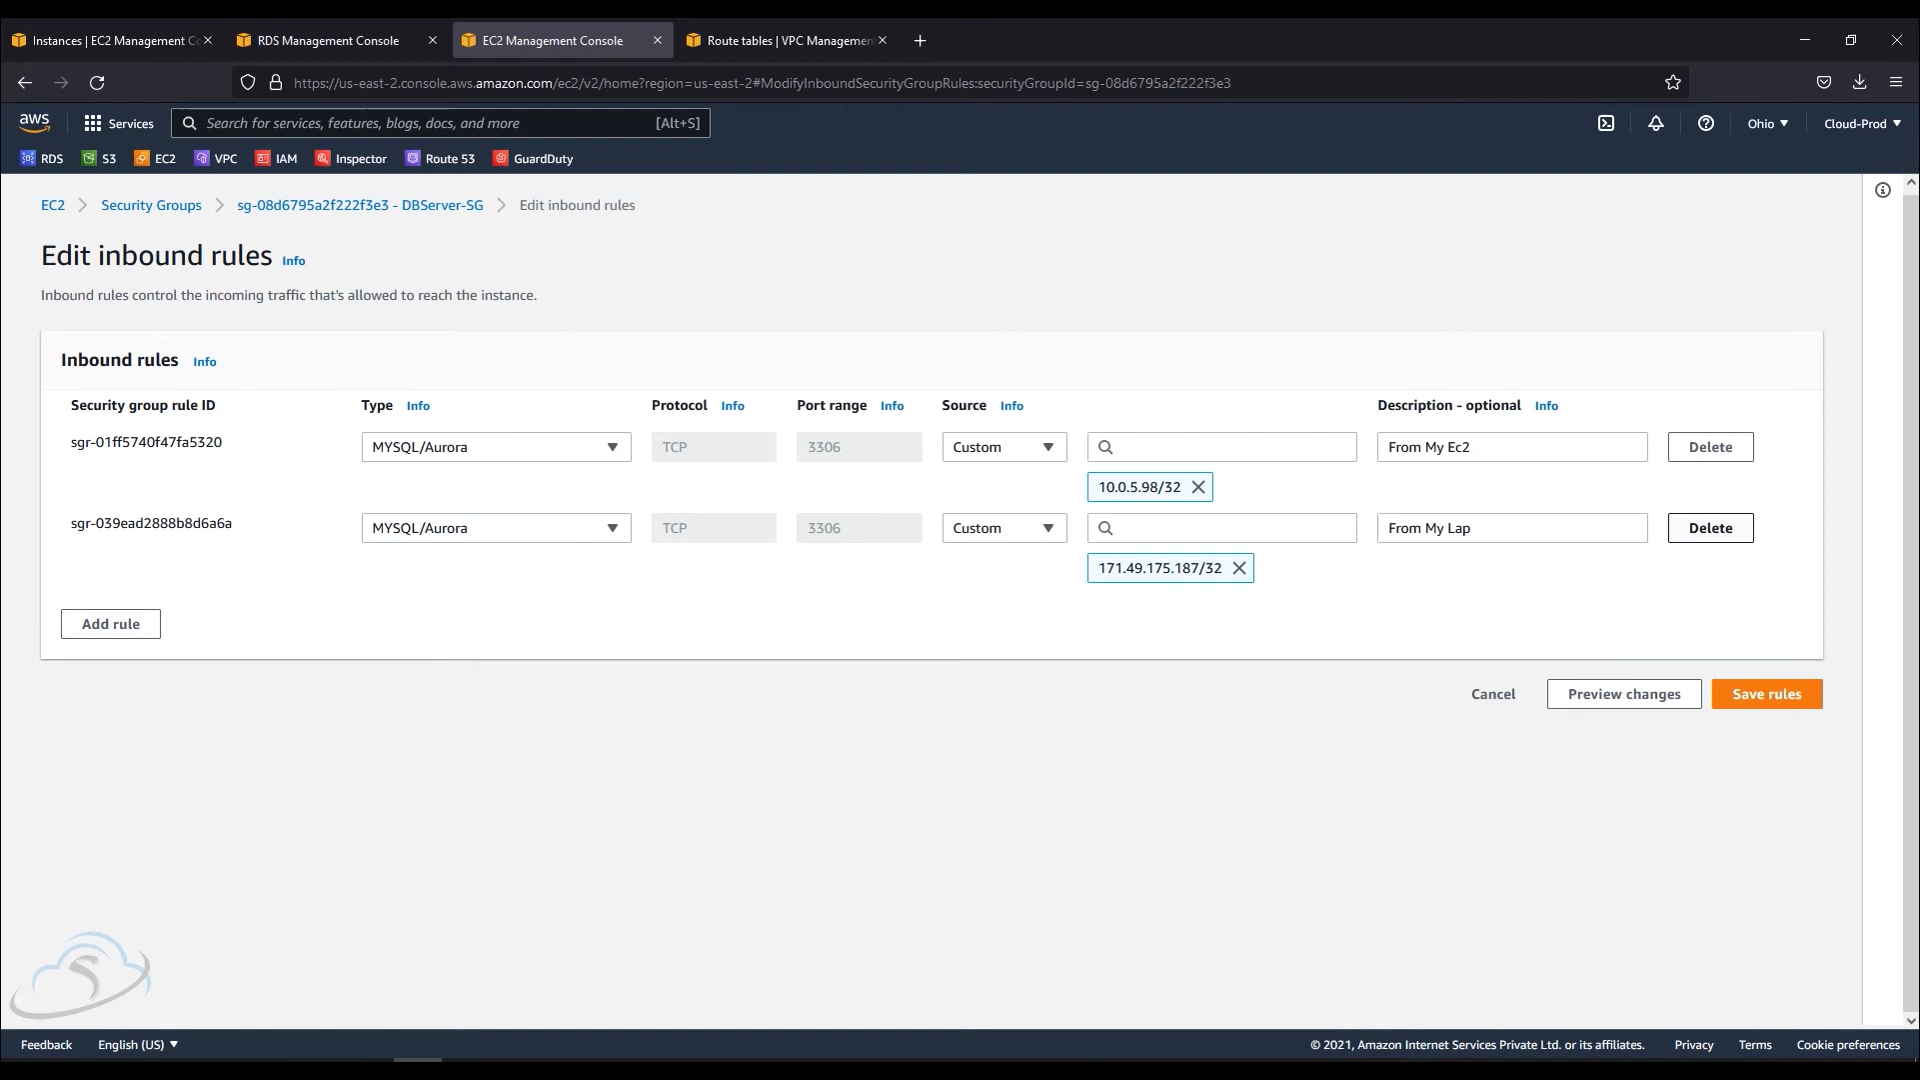 Instances | EC2 Management Co
RDS Management Console
EC2 Management Console
Route tables | VPC Managemen
https://us-east-2.console.aws.amazon.com/ec2/v2/home?region=us-east-2#ModifyInboundSecurityGroupRules:securityGroupId=sg-08d6795a2f222f3e3
aws
Services
Search for services, features, blogs, docs, and more
[Alt+S]
Ohio
Cloud-Prod
RDS
S3
EC2
VPC
IAM
Inspector
Route 53
GuardDuty
EC2
Security Groups
sg-08d6795a2f222f3e3 - DBServer-SG
Edit inbound rules
Edit inbound rules Info
Inbound rules control the incoming traffic that's allowed to reach the instance.
Inbound rules Info
Security group rule ID
Type Info
Protocol Info
Port range Info
Source Info
Description - optional Info
sgr-01ff5740f47fa5320
MYSQL/Aurora
TCP
3306
Custom
From My Ec2
Delete
10.0.5.98/32
sgr-039ead2888b8d6a6a
MYSQL/Aurora
TCP
3306
Custom
From My Lap
Delete
171.49.175.187/32
Add rule
Cancel
Preview changes
Save rules
S
Feedback
English (US)
© 2021, Amazon Internet Services Private Ltd. or its affiliates.
Privacy
Terms
Cookie preferences